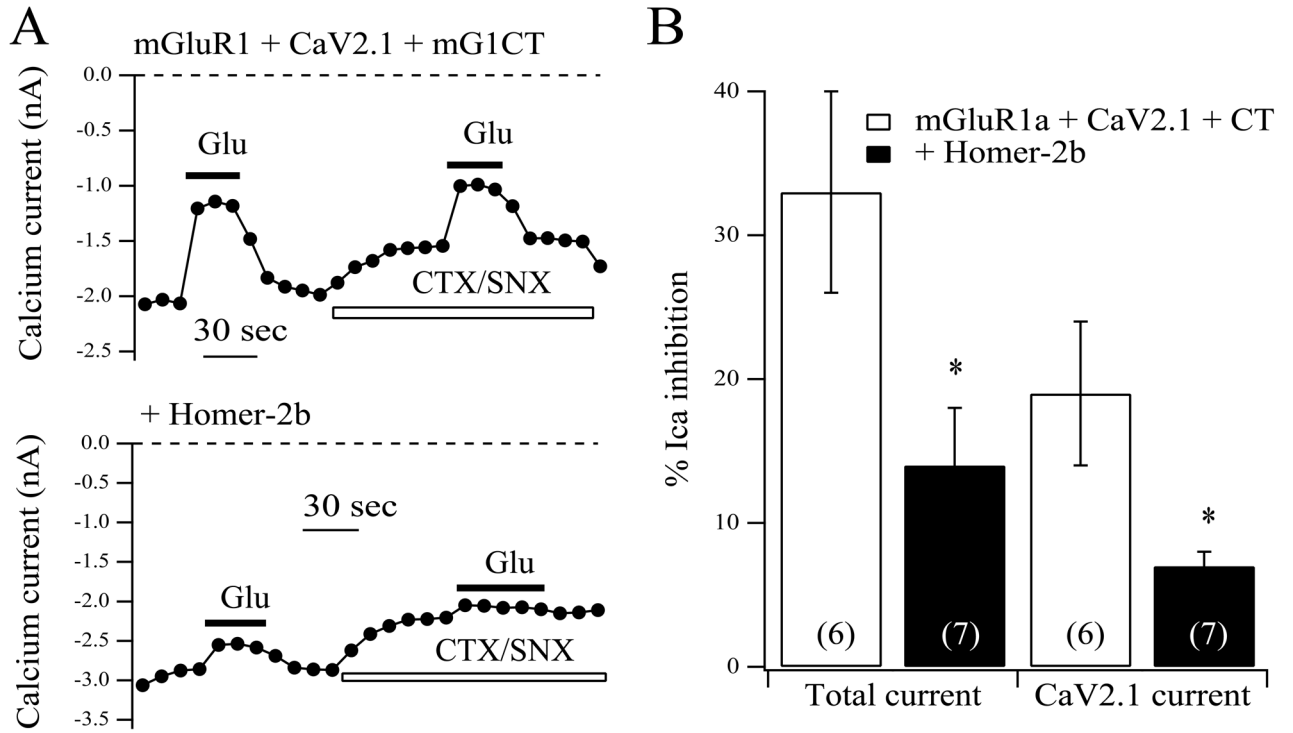 A
mGluR1 + CaV2.1 + mG1CT
Calcium current (nA)
0.0
-0.5
-1.0
-1.5
-2.0
-2.5
Glu
Glu
CTX/SNX
30 sec
+ Homer-2b
Calcium current (nA)
0.0
-0.5
-1.0
-1.5
-2.0
-2.5
-3.0
-3.5
30 sec
Glu
Glu
CTX/SNX
B
% Ica inhibition
40
30
20
10
0
mGluR1a + CaV2.1 + CT
+ Homer-2b
*
*
(6)
(7)
(6)
(7)
Total current
CaV2.1 current